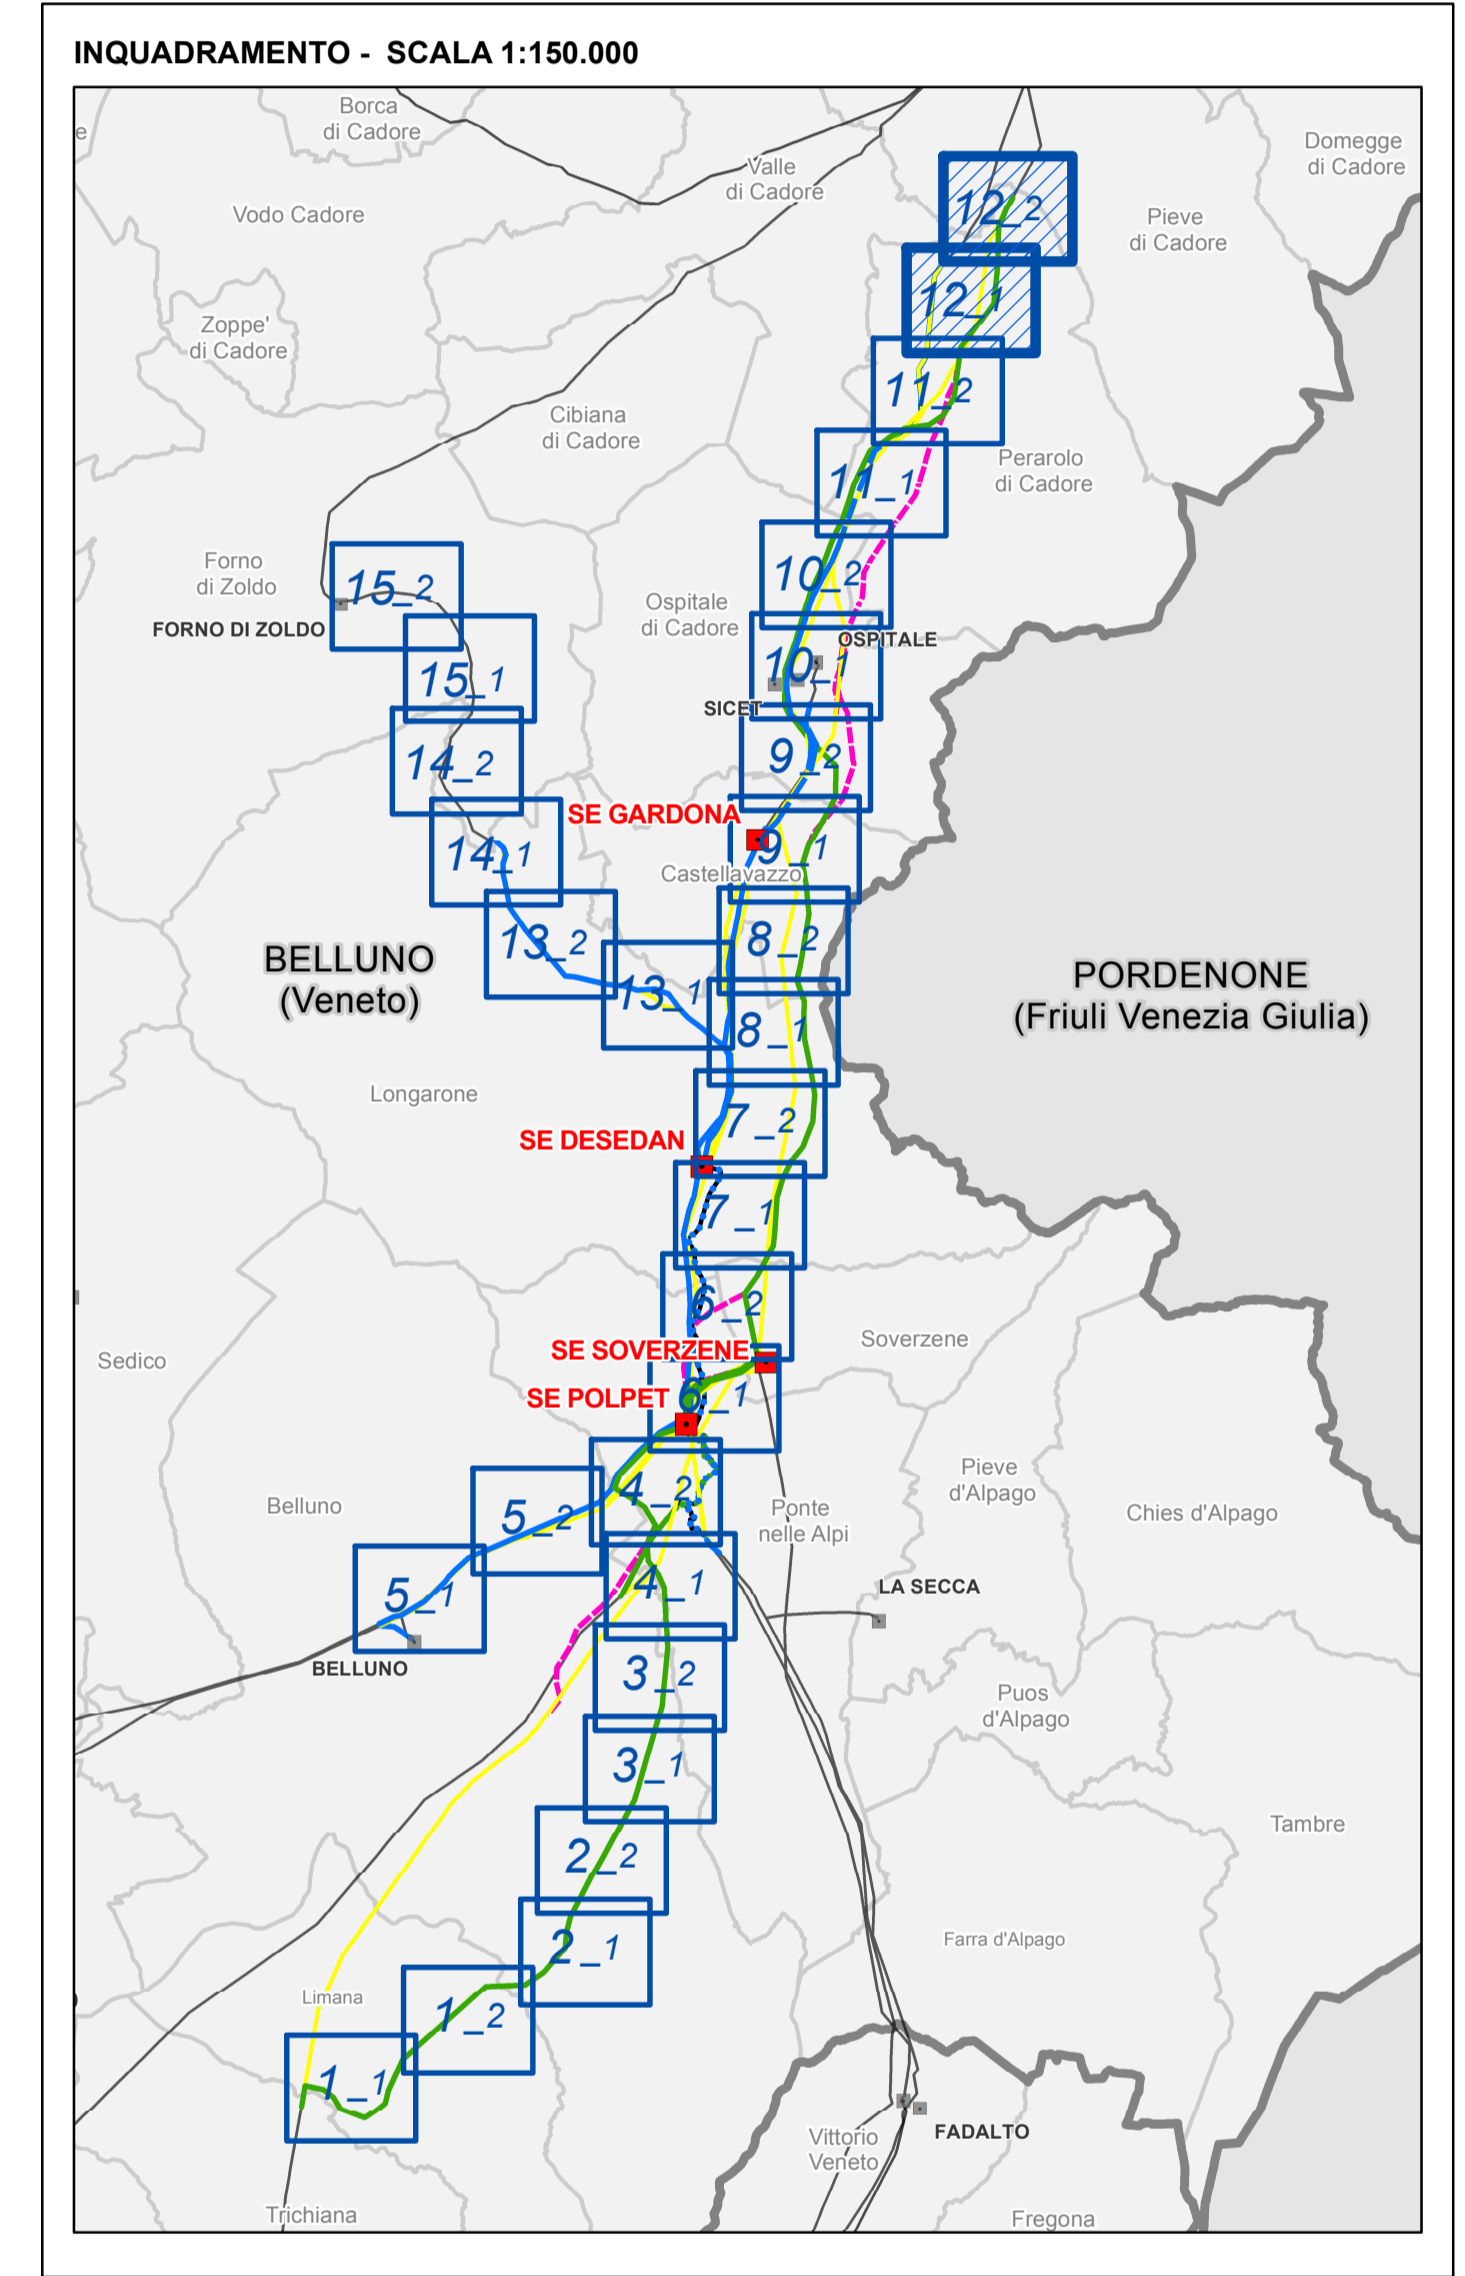 INQUADRAMENTO - SCALA 1:150.000
Borca
di Cadore
e
Domegge
di Cadore
Valle
di Cadore
Vodo Cadore
12_2
Pieve
di Cadore
12_1
Zoppe'
di Cadore
11_2
Cibiana
di Cadore
Perarolo
di Cadore
11_1
Forno
di Zoldo
15_2
10_2
Ospitale
di Cadore
FORNO DI ZOLDO
OSPITALE
10_1
15_1
SICET
14_2
9_2
SE GARDONA
14_1
9_1
Castellavazzo
13_2
8_2
BELLUNO
(Veneto)
PORDENONE
(Friuli Venezia Giulia)
13_1
8_1
Longarone
7_2
SE DESEDAN
7_1
6_2
Soverzene
SE SOVERZENE
Sedico
SE POLPET
6_1
Pieve
d'Alpago
4_2
Belluno
5_2
Ponte
nelle Alpi
Chies d'Alpago
4_1
LA SECCA
5_1
BELLUNO
3_2
Puos
d'Alpago
3_1
Tambre
2_2
2_1
Farra d'Alpago
Limana
1_2
1_1
FADALTO
Vittorio
Veneto
Trichiana
Fregona